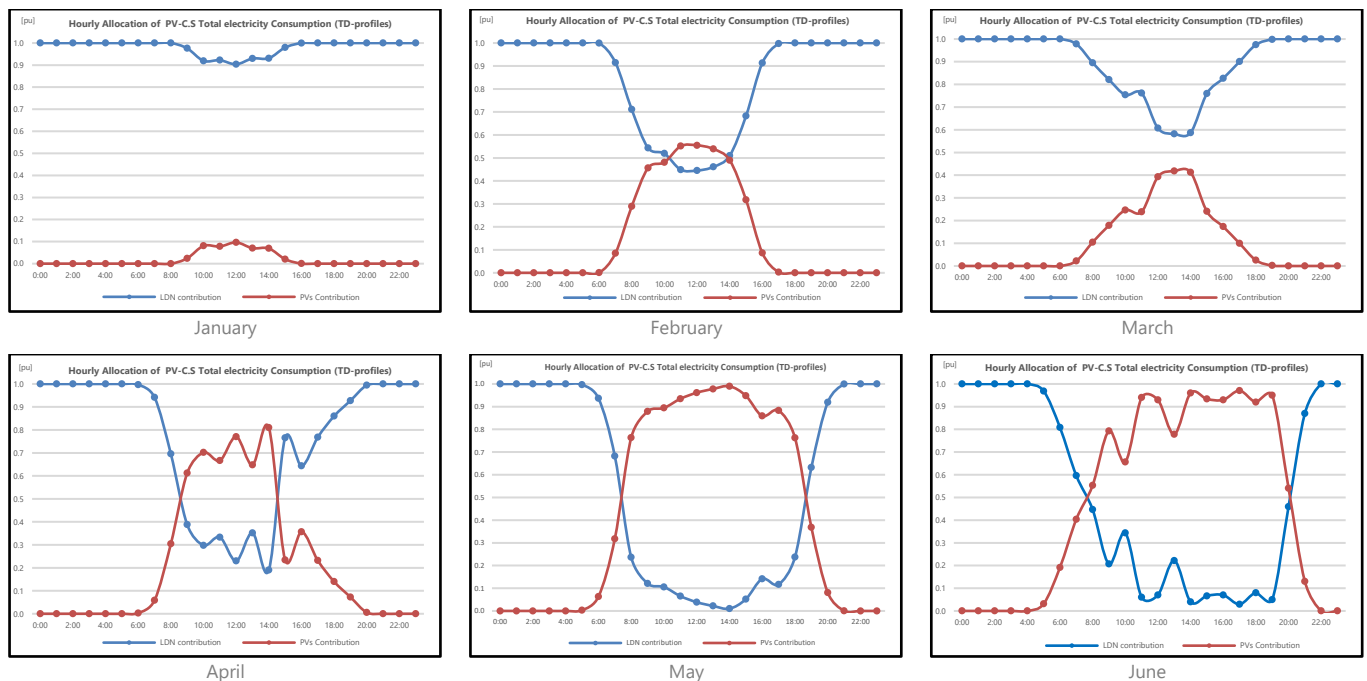 [pu]
Hourly Allocation of PV-C.S Total electricity Consumption (TD-profiles)
1.0
0.9
0.8
0.7
0.6
0.5
0.4
0.3
0.2
0.1
0.0
0:00 2:00 4:00 6:00 8:00 10:00 12:00 14:00 16:00 18:00 20:00 22:00
LDN contribution PVs Contribution
January
[pu]
Hourly Allocation of PV-C.S Total electricity Consumption (TD-profiles)
1.0
0.9
0.8
0.7
0.6
0.5
0.4
0.3
0.2
0.1
0.0
0:00 2:00 4:00 6:00 8:00 10:00 12:00 14:00 16:00 18:00 20:00 22:00
LDN contribution PVs Contribution
February
[pu]
Hourly Allocation of PV-C.S Total electricity Consumption (TD-profiles)
1.0
0.9
0.8
0.7
0.6
0.5
0.4
0.3
0.2
0.1
0.0
0:00 2:00 4:00 6:00 8:00 10:00 12:00 14:00 16:00 18:00 20:00 22:00
LDN contribution PVs Contribution
March
[pu]
Hourly Allocation of PV-C.S Total electricity Consumption (TD-profiles)
1.0
0.9
0.8
0.7
0.6
0.5
0.4
0.3
0.2
0.1
0.0
0:00 2:00 4:00 6:00 8:00 10:00 12:00 14:00 16:00 18:00 20:00 22:00
LDN contribution PVs Contribution
April
[pu]
Hourly Allocation of PV-C.S Total electricity Consumption (TD-profiles)
1.0
0.9
0.8
0.7
0.6
0.5
0.4
0.3
0.2
0.1
0.0
0:00 2:00 4:00 6:00 8:00 10:00 12:00 14:00 16:00 18:00 20:00 22:00
LDN contribution PVs Contribution
May
[pu]
Hourly Allocation of PV-C.S Total electricity Consumption (TD-profiles)
1.0
0.9
0.8
0.7
0.6
0.5
0.4
0.3
0.2
0.1
0.0
0:00 2:00 4:00 6:00 8:00 10:00 12:00 14:00 16:00 18:00 20:00 22:00
LDN contribution PVs Contribution
June